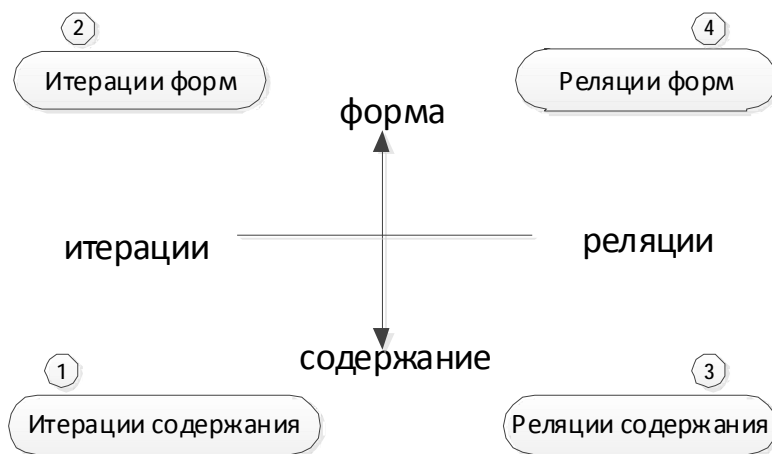 2
4
Итерации форм
Реляции форм
форма
итерации
реляции
содержание
1
3
Итерации содержания
Реляции содержания